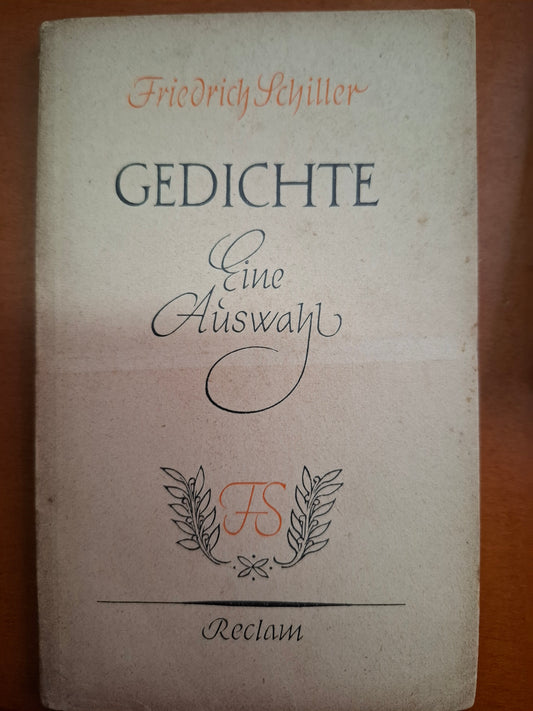 Friedrich Schiller
GEDICHTE
Eine
Auswahl
FS
Reclam